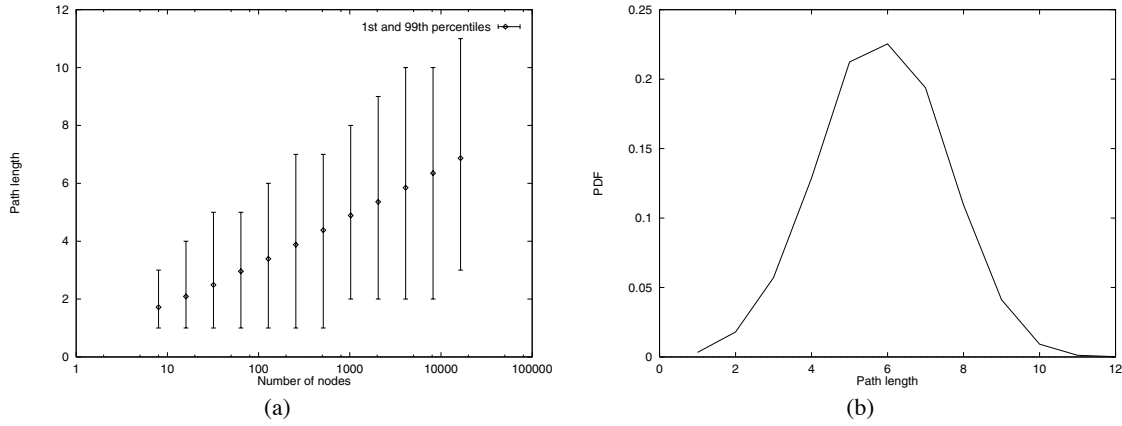 12
10
8
6
4
2
0
Path length
1st and 99th percentiles
1 10 100 1000 10000 100000
Number of nodes
(a)
0.25
0.2
0.15
0.1
0.05
0
PDF
0 2 4 6 8 10 12
Path length
(b)